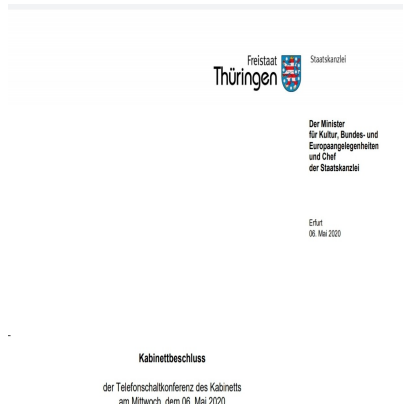 Freistaat
Thüringen
Staatskanzlei
Der Minister
für Kultur, Bundes- und
Europaangelegenheiten
und Chef
der Staatskanzlei
Erfurt
06. Mai 2020
-
Kabinettbeschluss
der Telefonschaltkonferenz des Kabinetts
am Mittwoch, dem 06. Mai 2020